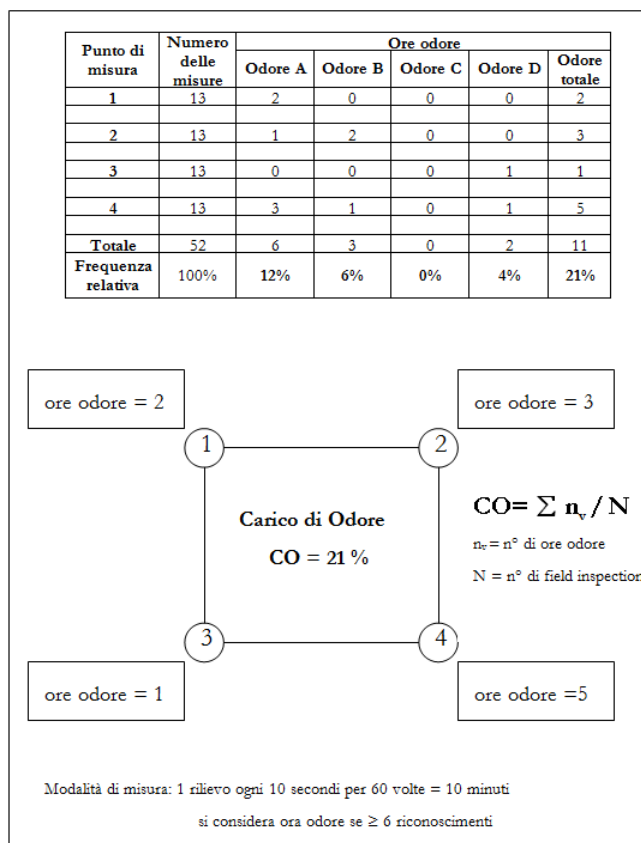 Punto di misura Numero delle misure Ore odore
Odore A Odore B Odore C Odore D Odore totale
1 13 2 0 0 0 2
2 13 1 2 0 0 3
3 13 0 0 0 1 1
4 13 3 1 0 1 5
Totale 52 6 3 0 2 11
Frequenza relativa 100% 12% 6% 0% 4% 21%
ore odore = 2
ore odore = 3
1
2
Carico di Odore
CO = 21 %
CO= Σ nv / N
nv = n° di ore odore
N = n° di field inspection
3
4
ore odore = 1
ore odore =5
Modalità di misura: 1 rilievo ogni 10 secondi per 60 volte = 10 minuti
si considera ora odore se ≥ 6 riconoscimenti